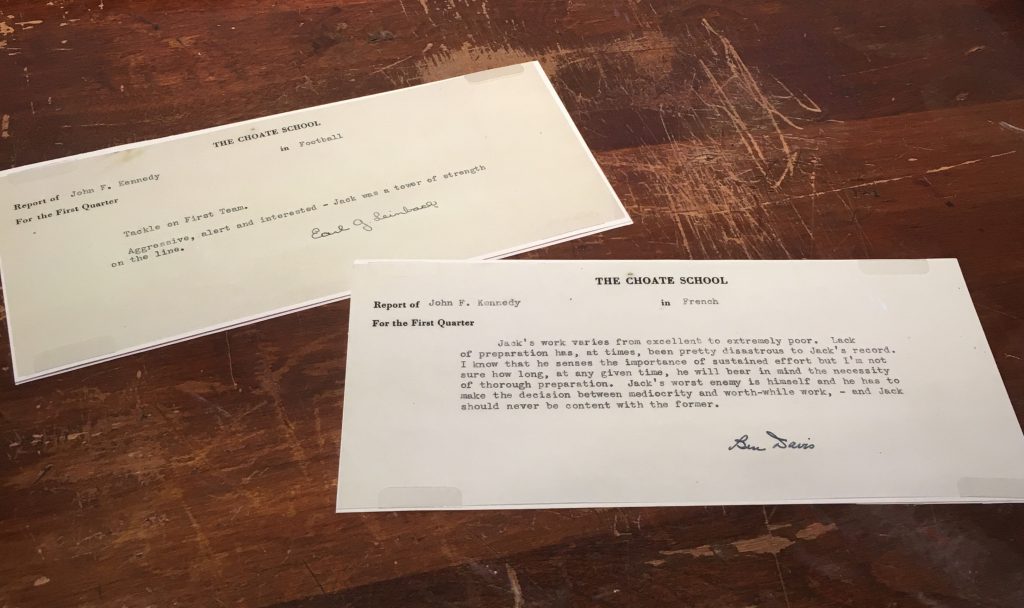 THE CHOATE SCHOOL
in Football
Report of John F. Kennedy
For the First Quarter
Tackle on First Team.
Aggressive, alert and interested - Jack was a tower of strength
on the line.
Earl G Leinbach
THE CHOATE SCHOOL
Report of John F. Kennedy in French
For the First Quarter
Jack's work varies from excellent to extremely poor. Lack
of preparation has, at times, been pretty disastrous to Jack's record.
I know that he senses the importance of sustained effort but I'm not
sure how long, at any given time, he will bear in mind the necessity
of thorough preparation. Jack's worst enemy is himself and he has to
make the decision between mediocrity and worth-while work, - and Jack
should never be content with the former.
Ben Davis